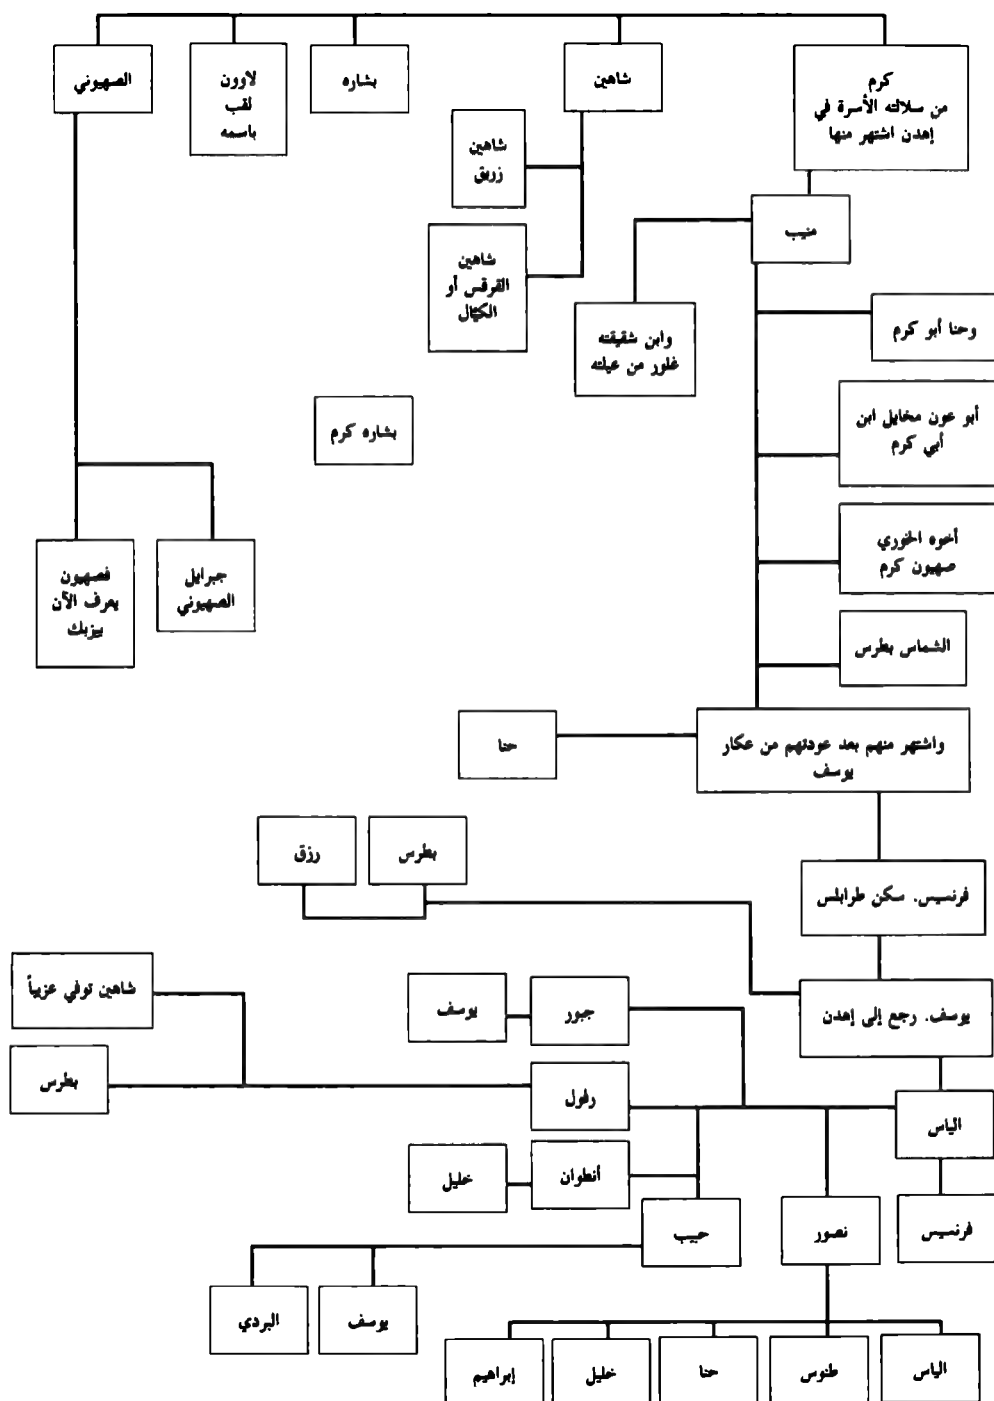 كرم
من سلالته الأسرة في
إهدن اشتهر منها
شاهين
بشاره
لاوون
لقب
باسمه
الصهيوني
شاهين
زريق
منيب
شاهين
القرقس أو
الكيّال
وابن شقيقته
غلور من عيلته
وحنا أبو كرم
أبو عون مخايل ابن
أبي كرم
بشاره كرم
أخوه الخوري
صهيون كرم
جبرايل
الصهيوني
فصهيون
يعرف الآن
بيزبك
الشماس بطرس
واشتهر منهم بعد عودتهم من عكار
يوسف
حنا
بطرس
رزق
فرنسيس. سكن طرابلس
يوسف. رجع إلى إهدن
جبور
يوسف
شاهين توفي عزيباً
رفول
بطرس
الياس
أنطوان
خليل
فرنسيس
نصور
حبيب
يوسف
البردي
الياس
طنوس
حنا
خليل
إبراهيم